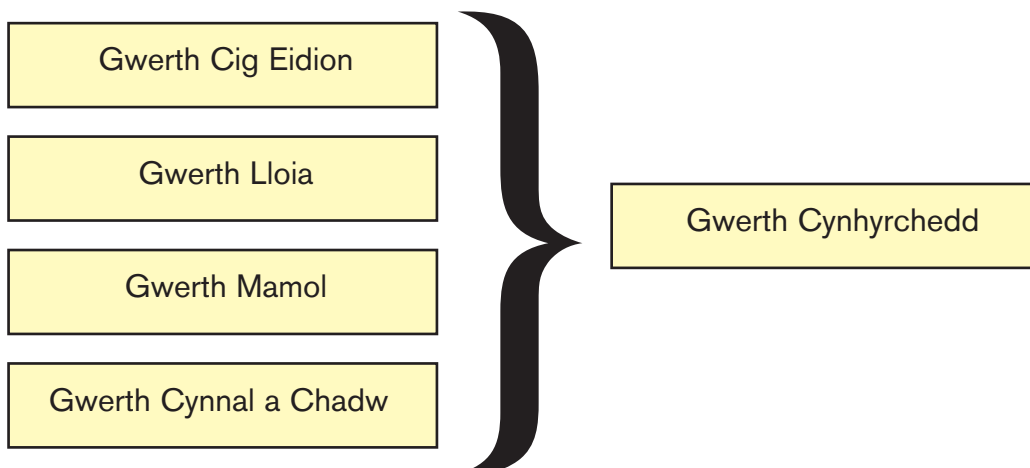 Gwerth Cig Eidion
Gwerth Lloia
Gwerth Mamol
Gwerth Cynnal a Chadw
Gwerth Cynhyrchedd